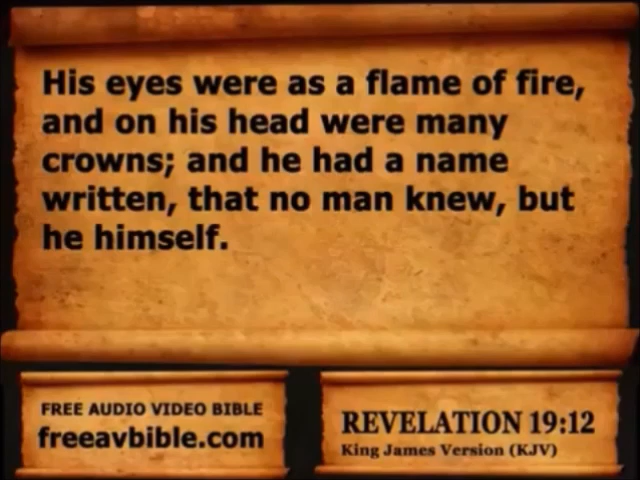 His eyes were as a flame of fire,
and on his head were many
crowns; and he had a name
written, that no man knew, but
he himself.
FREE AUDIO VIDEO BIBLE
freeavbible.com
REVELATION 19:12
King James Version (KJV)